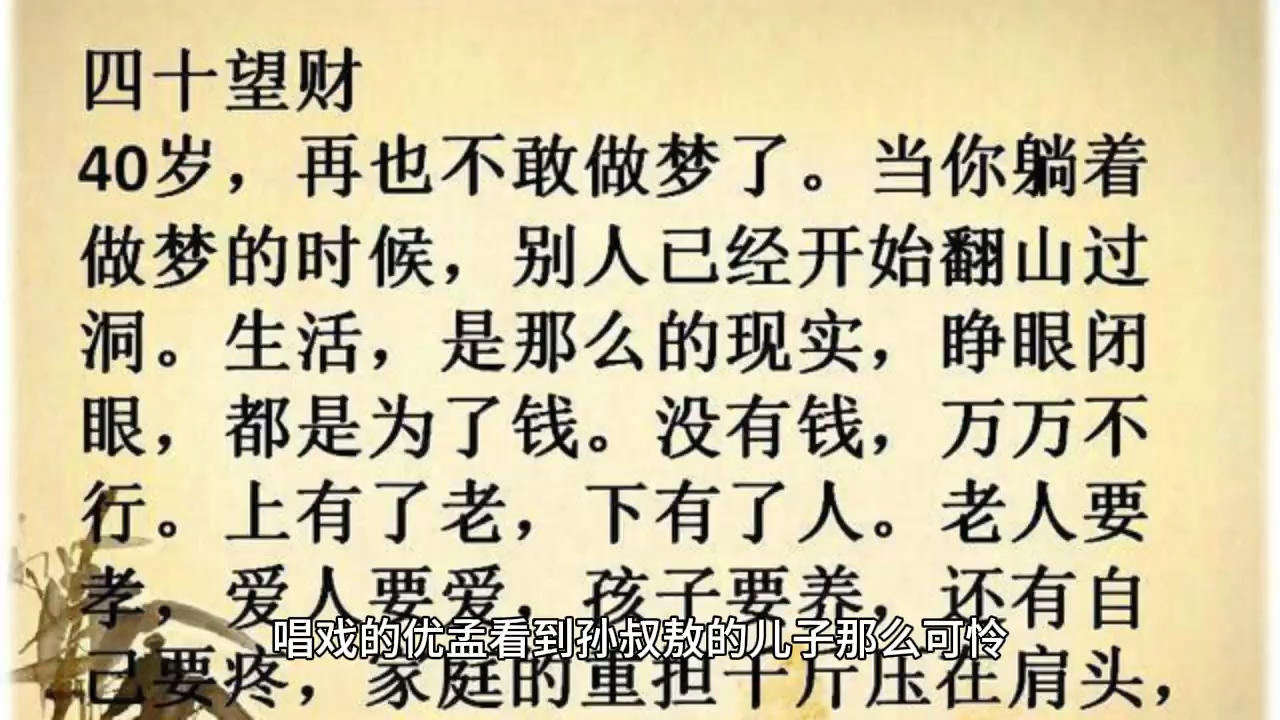 四十望财
40岁，再也不敢做梦了。当你躺着
做梦的时候，别人已经开始翻山过
洞。生活，是那么的现实，睁眼闭
眼，都是为了钱。没有钱，万万不
行。上有了老，下有了人。老人要
孝，爱人要爱，孩子要养，还有自
唱戏的优孟看到孙叔敖的儿子那么可怜
己要疼，家庭的重担千斤压在肩头，